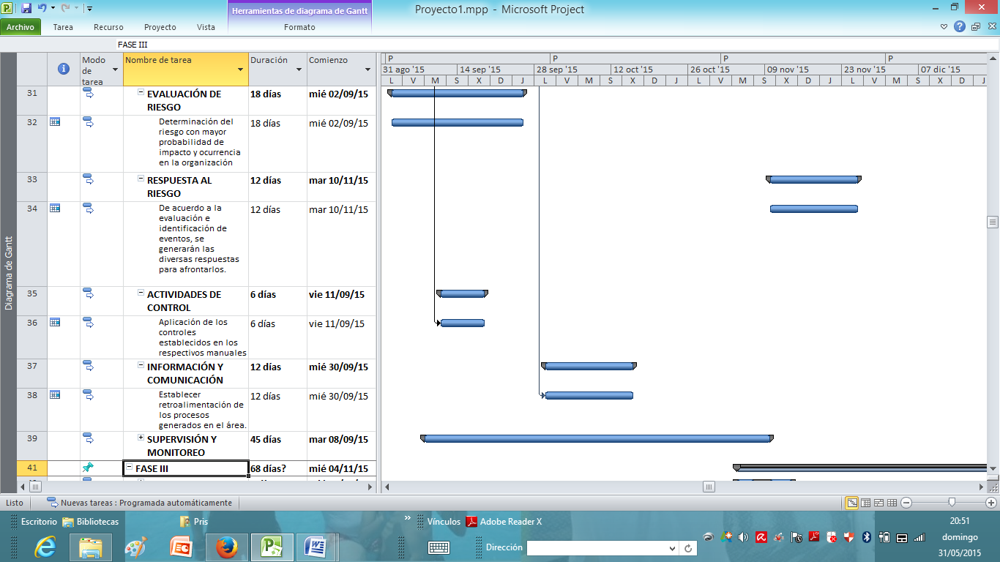 Herramientas de diagrama de Gantt
Proyecto1.mpp - Microsoft Project
Archivo Tarea Recurso Proyecto Vista Formato
FASE III
Modo de tarea Nombre de tarea Duración Comienzo
P P P P
31 ago '15 14 sep '15 28 sep '15 12 oct '15 26 oct '15 09 nov '15 23 nov '15 07 dic '15
L V M S X D J L V M S X D J L V M S X D J L V M S X D J
Diagrama de Gantt
31 EVALUACIÓN DE 18 días mié 02/09/15
RIESGO
32 Determinación del 18 días mié 02/09/15
riesgo con mayor
probabilidad de
impacto y ocurrencia
en la organización
33 RESPUESTA AL 12 días mar 10/11/15
RIESGO
34 De acuerdo a la 12 días mar 10/11/15
evaluación e
identificación de
eventos, se
generarán las
diversas respuestas
para afrontarlos.
35 ACTIVIDADES DE 6 días vie 11/09/15
CONTROL
36 Aplicación de los 6 días vie 11/09/15
controles
establecidos en los
respectivos manuales
37 INFORMACIÓN Y 12 días mié 30/09/15
COMUNICACIÓN
38 Establecer 12 días mié 30/09/15
retroalimentación de
los procesos
generados en el área.
39 SUPERVISIÓN Y 45 días mar 08/09/15
MONITOREO
41 FASE III 68 días? mié 04/11/15
Listo Nuevas tareas : Programada automáticamente
Escritorio Bibliotecas Pris » Vínculos Adobe Reader X
Dirección
20:51
domingo
31/05/2015